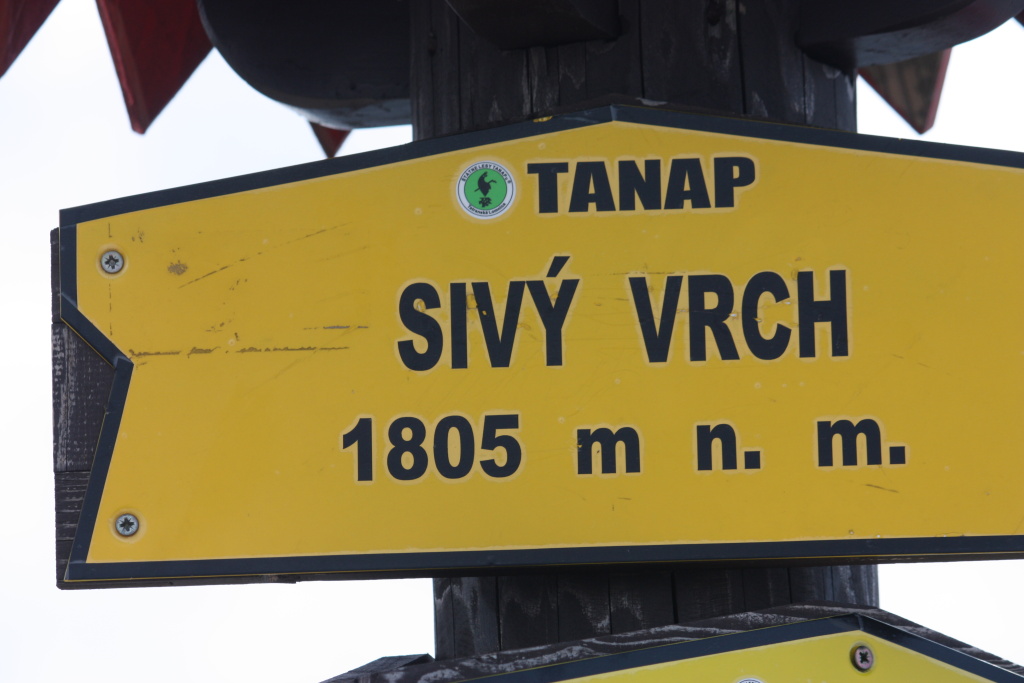 TANAP
SIVÝ VRCH
1805 m n. m.